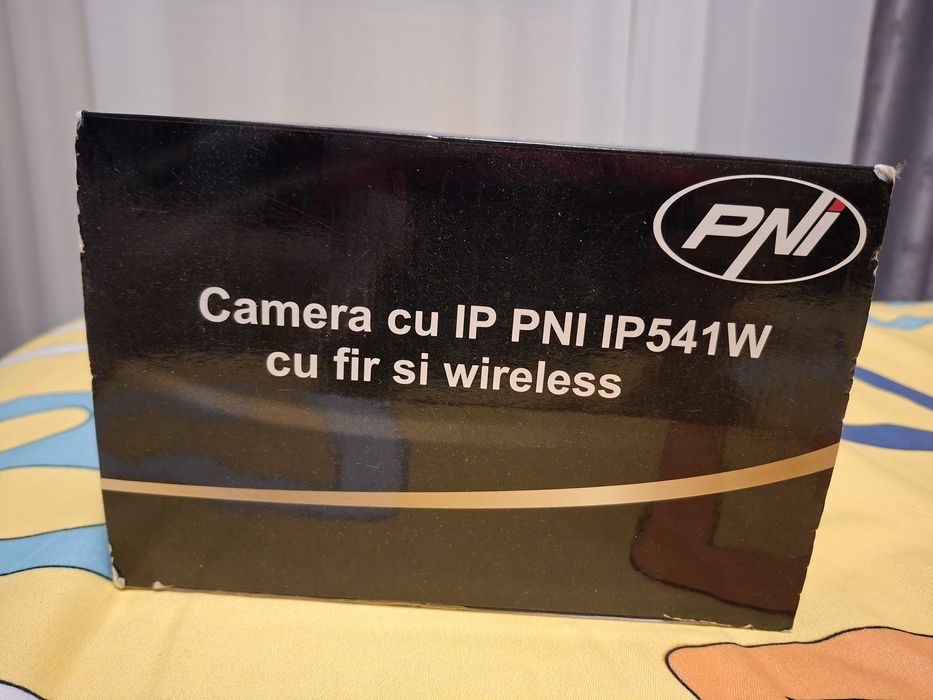 PNI
Camera cu IP PNI IP541W
cu fir si wireless